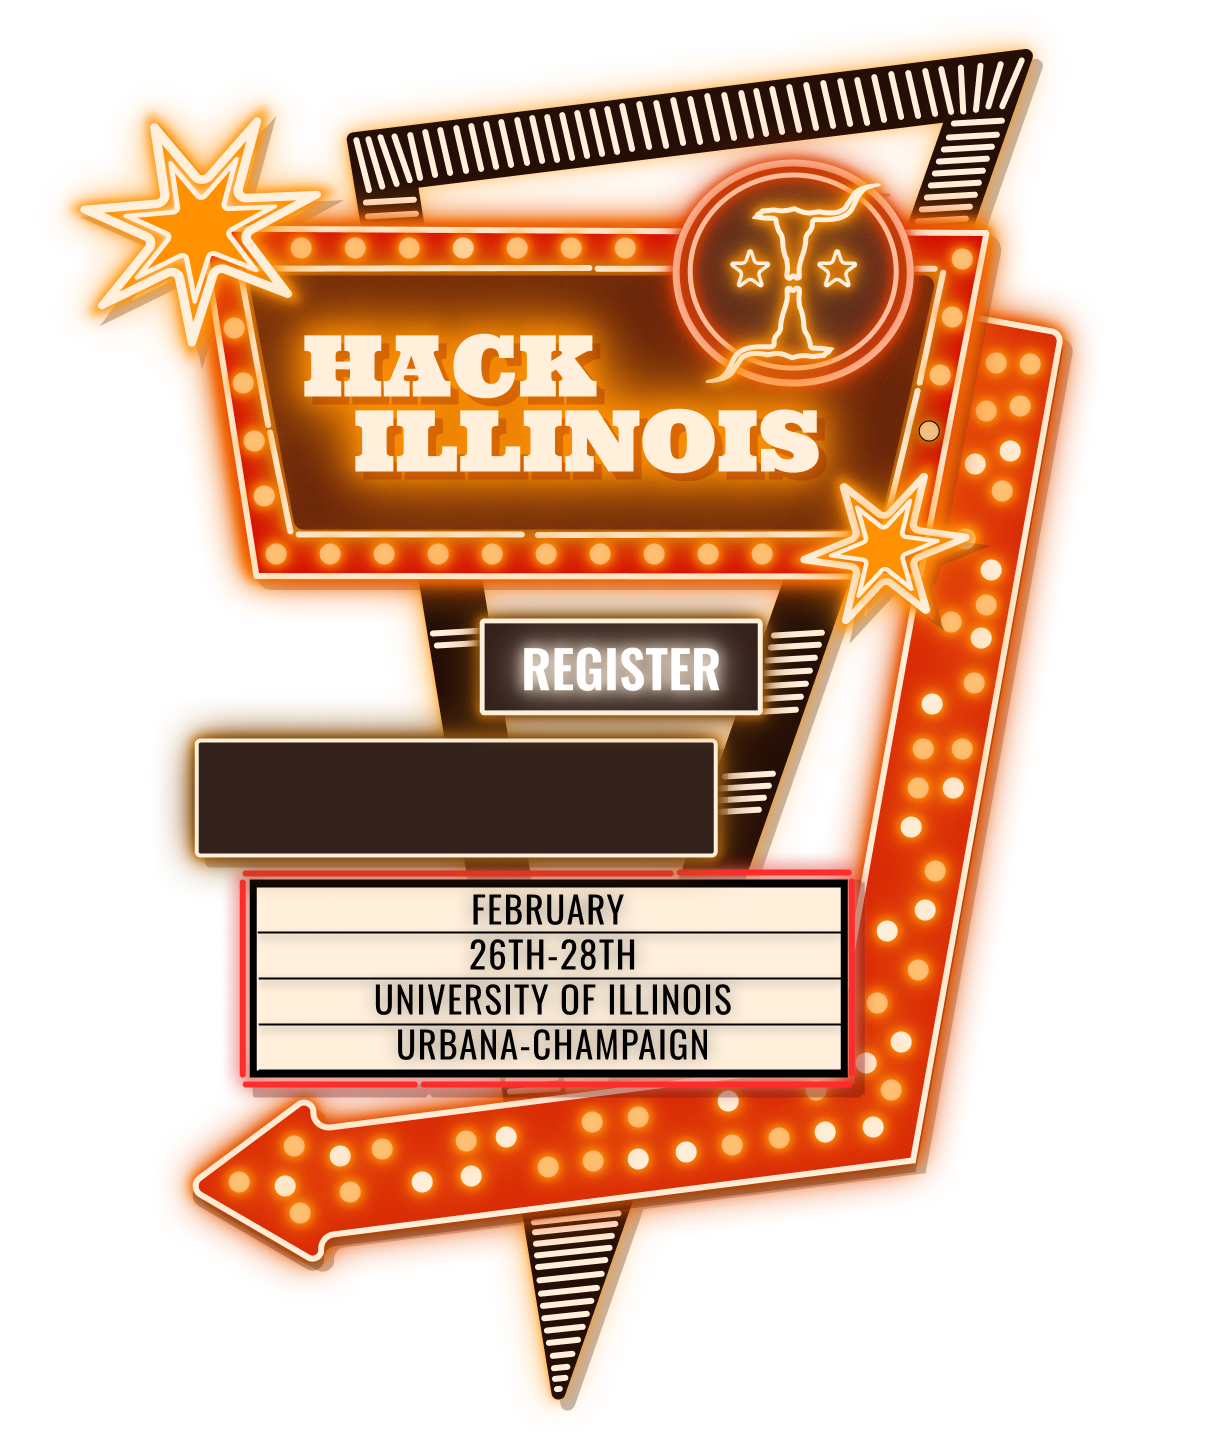 HACK
ILLINOIS
REGISTER
FEBRUARY
26TH-28TH
UNIVERSITY OF ILLINOIS
URBANA-CHAMPAIGN